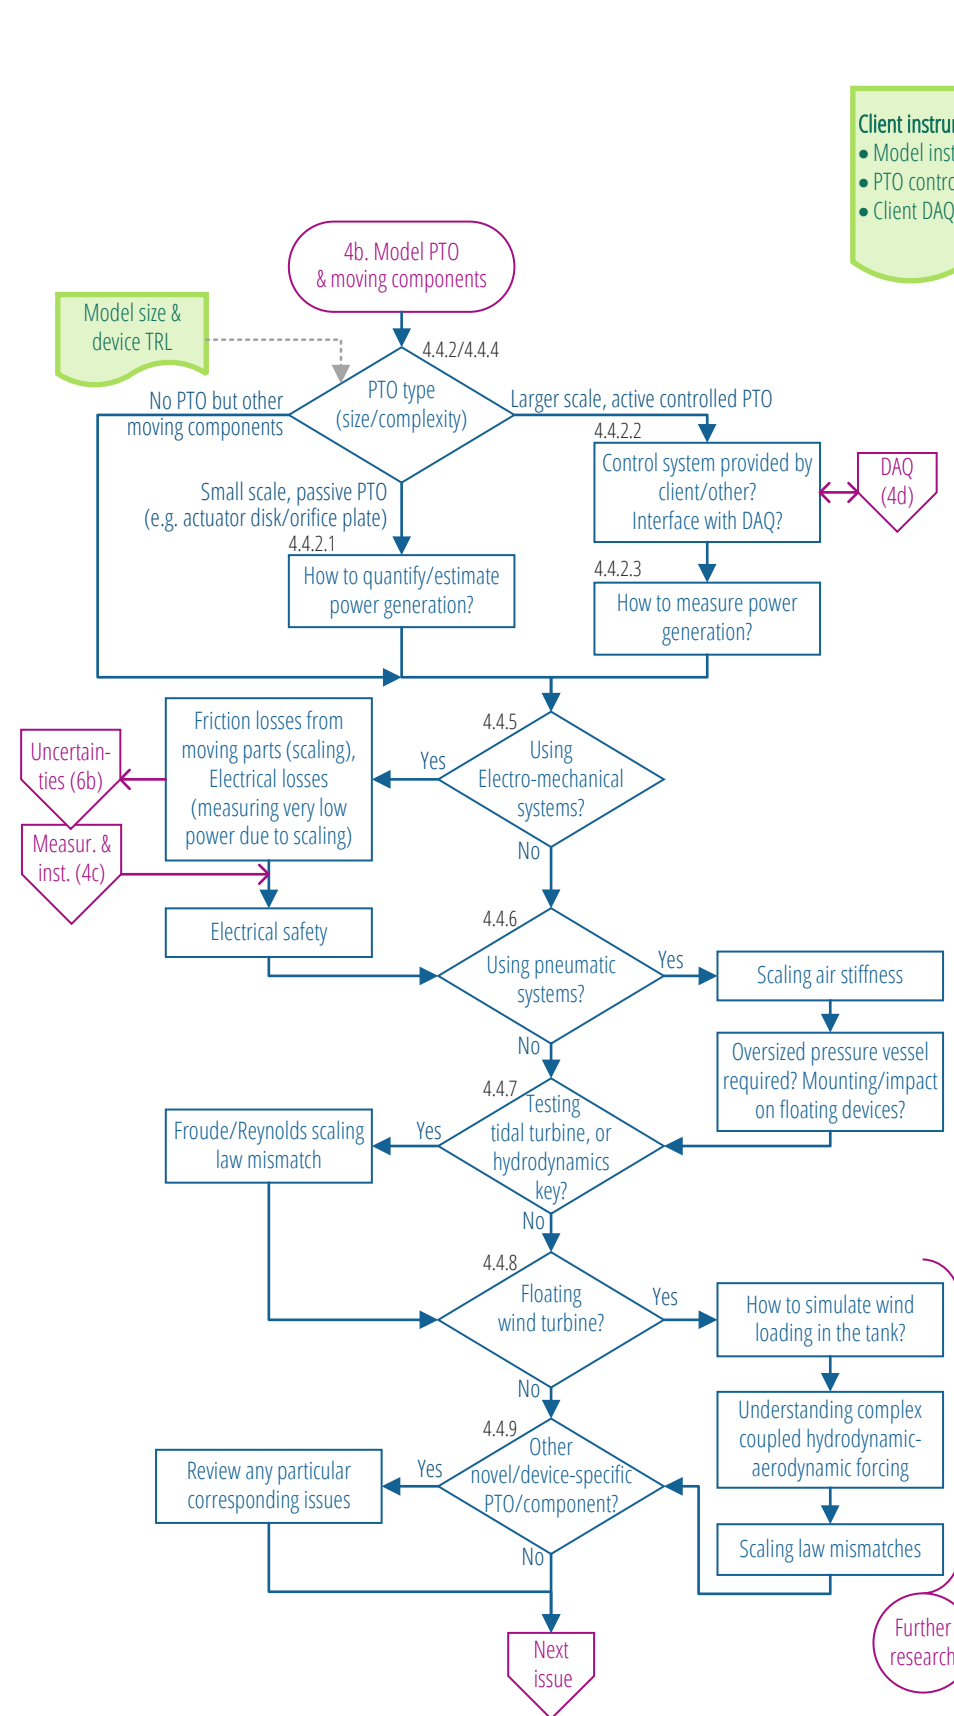 Client instru
• Model inst
• PTO contro
• Client DAQ
4b. Model PTO
& moving components
Model size &
device TRL
4.4.2/4.4.4
PTO type
(size/complexity)
No PTO but other
moving components
Larger scale, active controlled PTO
4.4.2.2
Control system provided by
client/other?
Interface with DAQ?
DAQ
(4d)
Small scale, passive PTO
(e.g. actuator disk/orifice plate)
4.4.2.1
How to quantify/estimate
power generation?
4.4.2.3
How to measure power
generation?
Friction losses from
moving parts (scaling),
Electrical losses
(measuring very low
power due to scaling)
4.4.5
Using
Electro-mechanical
systems?
Yes
No
Uncertain-
ties (6b)
Measur. &
inst. (4c)
Electrical safety
4.4.6
Using pneumatic
systems?
Yes
No
Scaling air stiffness
Oversized pressure vessel
required? Mounting/impact
on floating devices?
4.4.7
Testing
tidal turbine, or
hydrodynamics
key?
Yes
No
Froude/Reynolds scaling
law mismatch
4.4.8
Floating
wind turbine?
Yes
No
How to simulate wind
loading in the tank?
Understanding complex
coupled hydrodynamic-
aerodynamic forcing
Scaling law mismatches
4.4.9
Other
novel/device-specific
PTO/component?
Yes
No
Review any particular
corresponding issues
Further
research
Next
issue